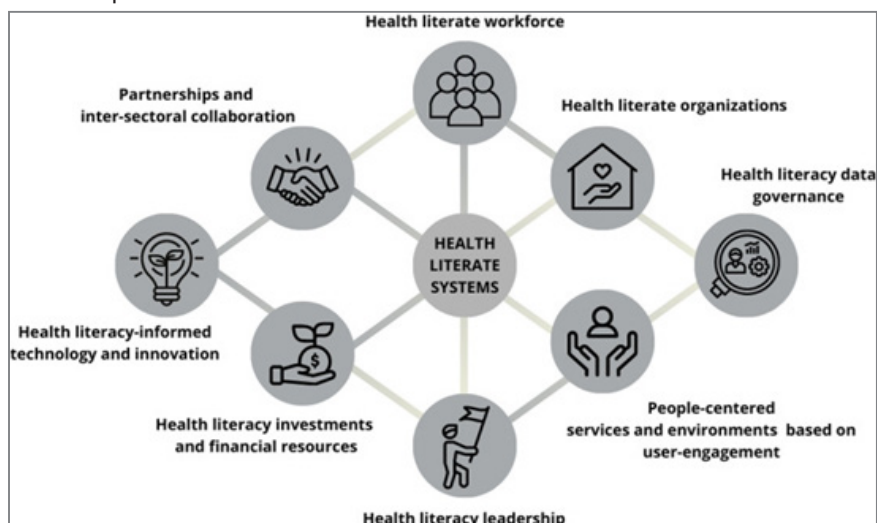 Health literate workforce
Partnerships and
inter-sectoral collaboration
Health literate organizations
Health literacy data
governance
HEALTH
LITERATE
SYSTEMS
Health literacy-informed
technology and innovation
$
Health literacy investments
and financial resources
People-centered
services and environments based on
user-engagement
Health literacy leadership